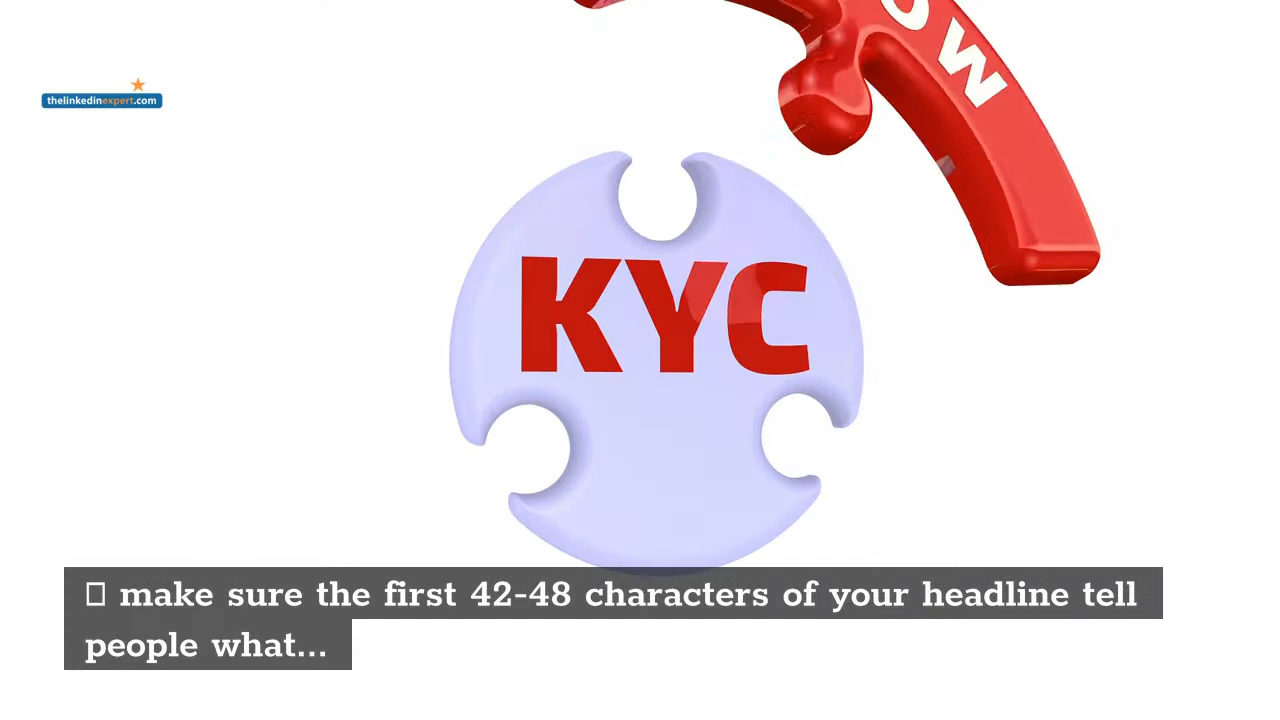 OW
thelinkedinexpert.com
KYC
make sure the first 42-48 characters of your headline tell
people what...